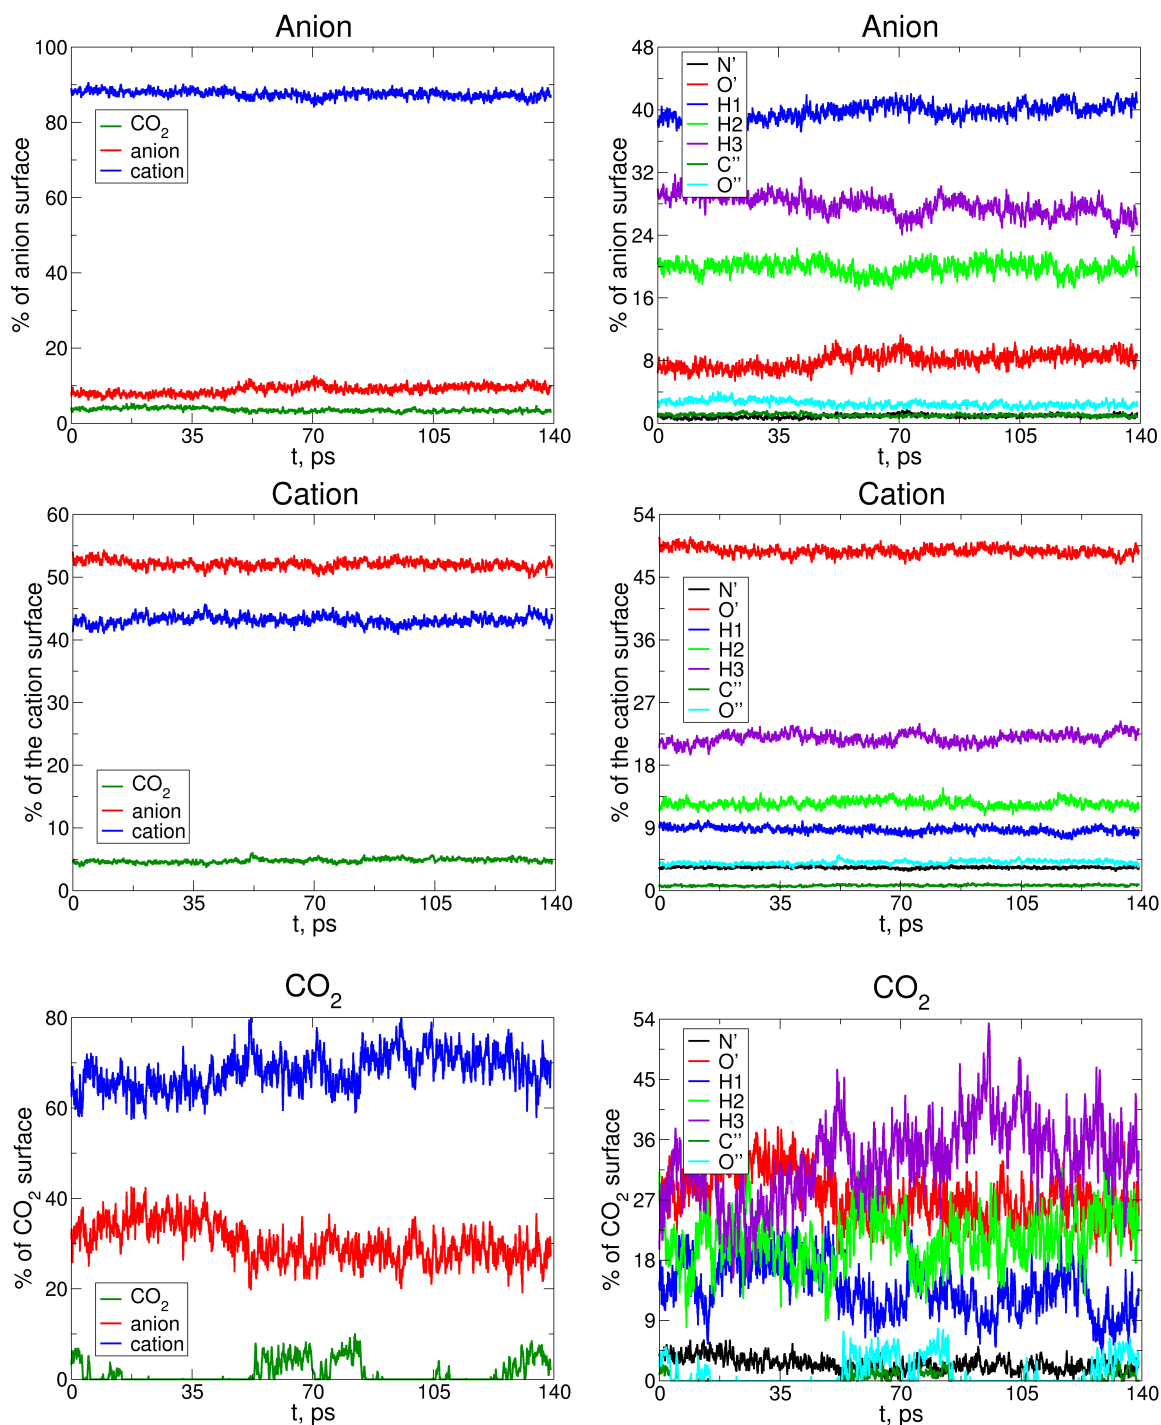 Anion
% of anion surface
100
80
60
40
20
0
CO2
anion
cation
0 35 70 105 140
t, ps
Anion
% of anion surface
48
40
32
24
16
8
0
N'
O'
H1
H2
H3
C''
O''
0 35 70 105 140
t, ps
Cation
% of the cation surface
60
50
40
30
20
10
0
CO2
anion
cation
0 35 70 105 140
t, ps
Cation
% of the cation surface
54
45
36
27
18
9
0
N'
O'
H1
H2
H3
C''
O''
0 35 70 105 140
t, ps
CO2
% of CO2 surface
80
60
40
20
0
CO2
anion
cation
0 35 70 105 140
t, ps
CO2
% of CO2 surface
54
45
36
27
18
9
0
N'
O'
H1
H2
H3
C''
O''
0 35 70 105 140
t, ps